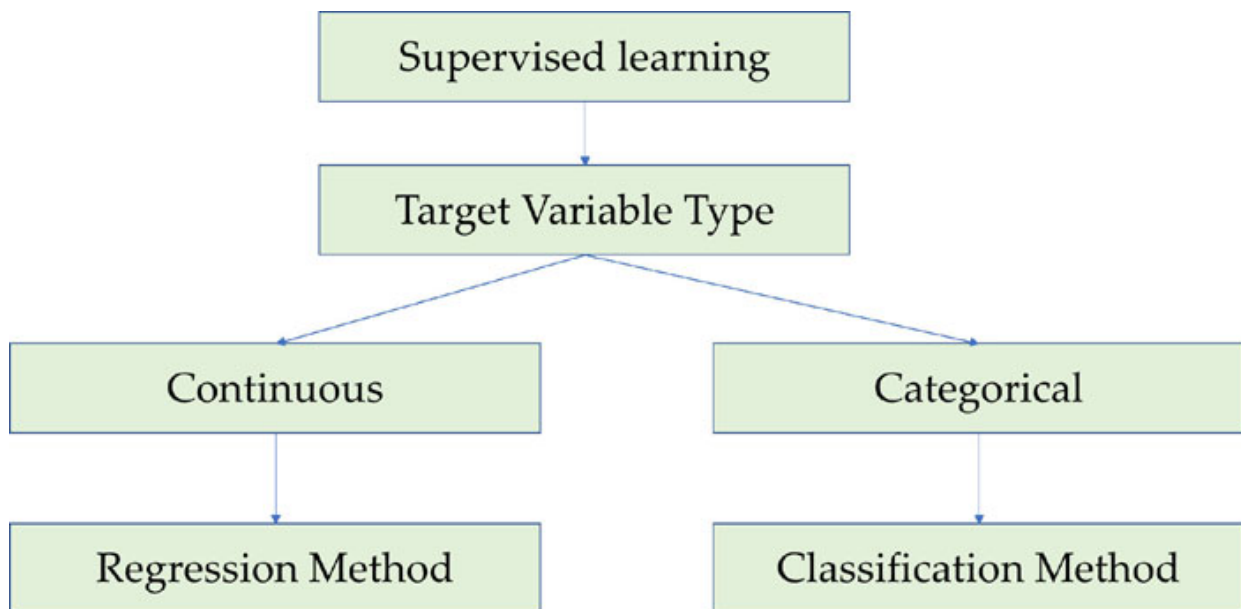 Supervised learning
Target Variable Type
Continuous
Categorical
Regression Method
Classification Method